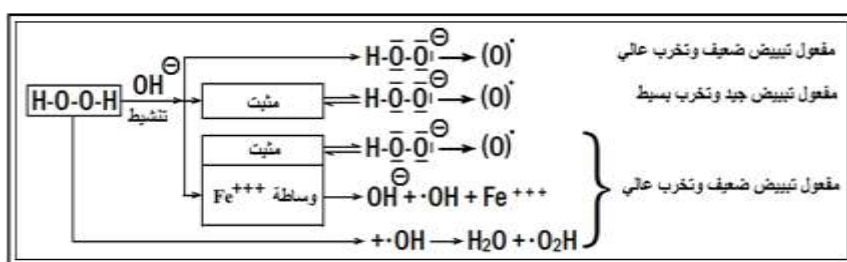 H-O-O-H
OH⊖
تنشيط
H-O̲̅-O̲̅I⊖ → (O)˙ مفعول تبييض ضعيف وتخرب عالي
مثبت ⇌ H-O̲̅-O̲̅I⊖ → (O)˙ مفعول تبييض جيد وتخرب بسيط
مثبت ⇌ H-O̲̅-O̲̅I⊖ → (O)˙
مفعول تبييض ضعيف وتخرب عالي
وساطة Fe+++ → OH⊖ + ·OH + Fe +++
+·OH → H₂O + ·O₂H